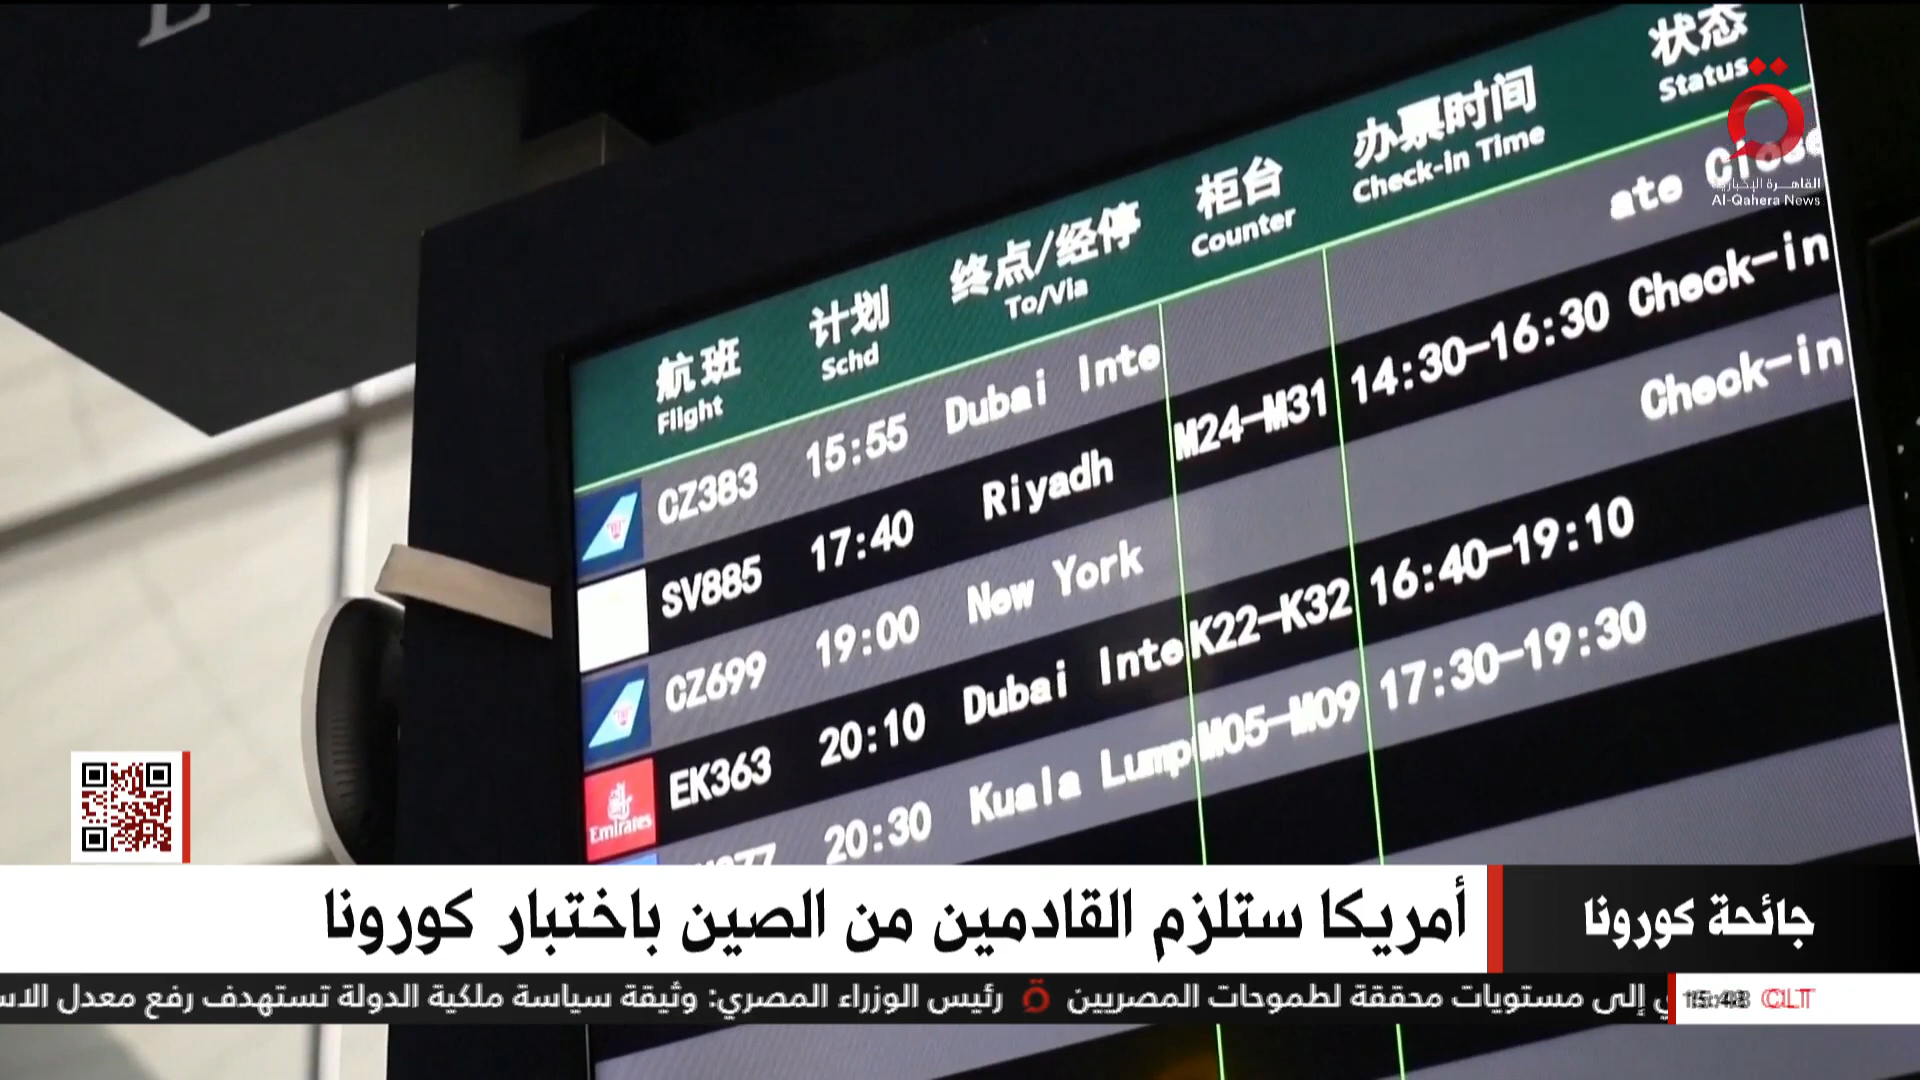 状态
Status
办票时间
Check-in Time
柜台
Counter
终点/经停
To/Via
计划
Schd
航班
Flight
القاهرة الإخبارية
Al-Qahera News
CZ383 15:55 Dubai Inte ate Close
SV885 17:40 Riyadh M24-M31 14:30-16:30 Check-in
CZ699 19:00 New York Check-in
EK363 20:10 Dubai Inte K22-K32 16:40-19:10
20:30 Kuala Lump M05-M09 17:30-19:30
Emirates
جائحة كورونا
أمريكا ستلزم القادمين من الصين باختبار كورونا
إلى مستويات محققة لطموحات المصريين
رئيس الوزراء المصري: وثيقة سياسة ملكية الدولة تستهدف رفع معدل